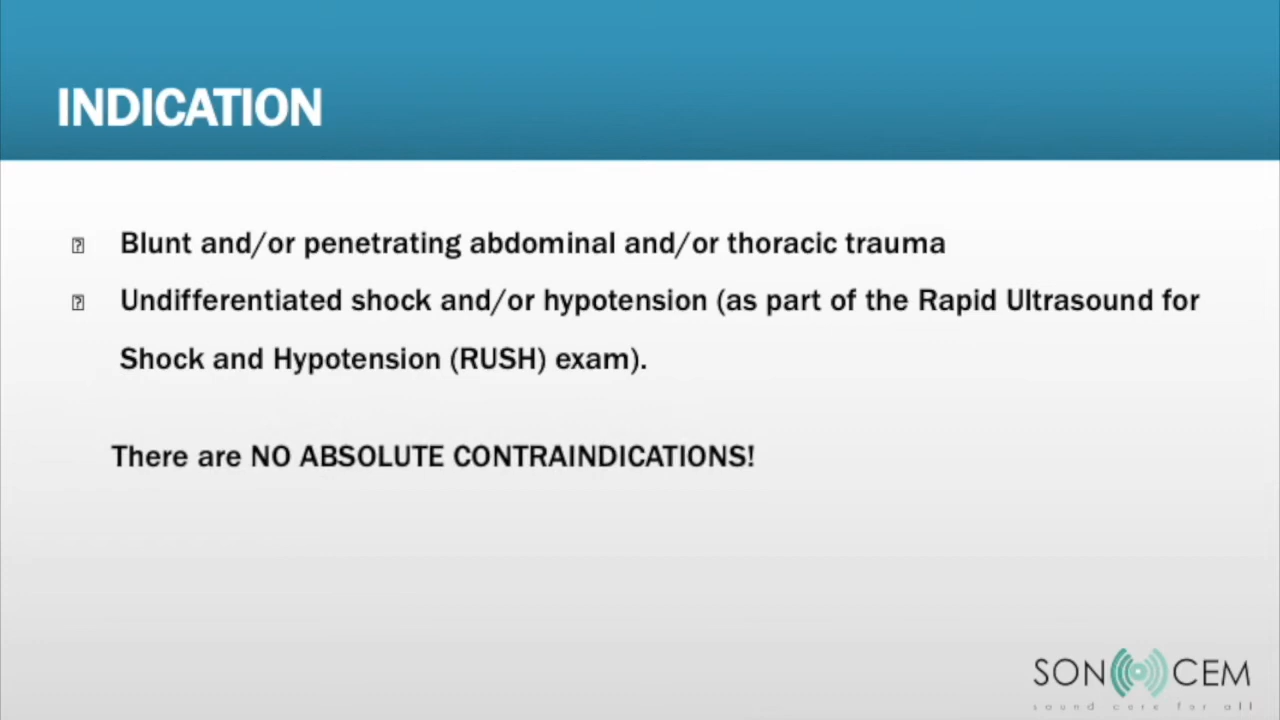 INDICATION
Blunt and/or penetrating abdominal and/or thoracic trauma
Undifferentiated shock and/or hypotension (as part of the Rapid Ultrasound for
Shock and Hypotension (RUSH) exam).
There are NO ABSOLUTE CONTRAINDICATIONS!
SON CEM
sound care for all